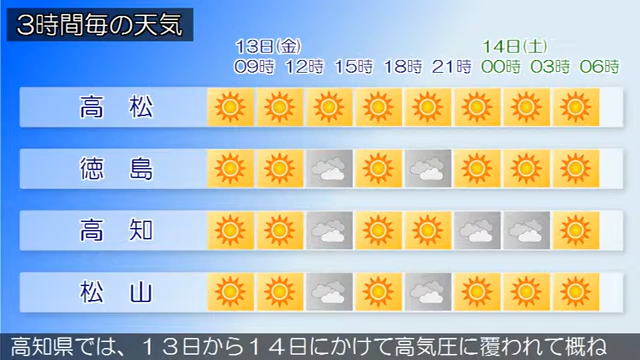 3時間毎の天気
13日(金) 14日(土)
09時 12時 15時 18時 21時 00時 03時 06時
高松
徳島
高知
松山
高知県では、１３日から１４日にかけて高気圧に覆われて概ね